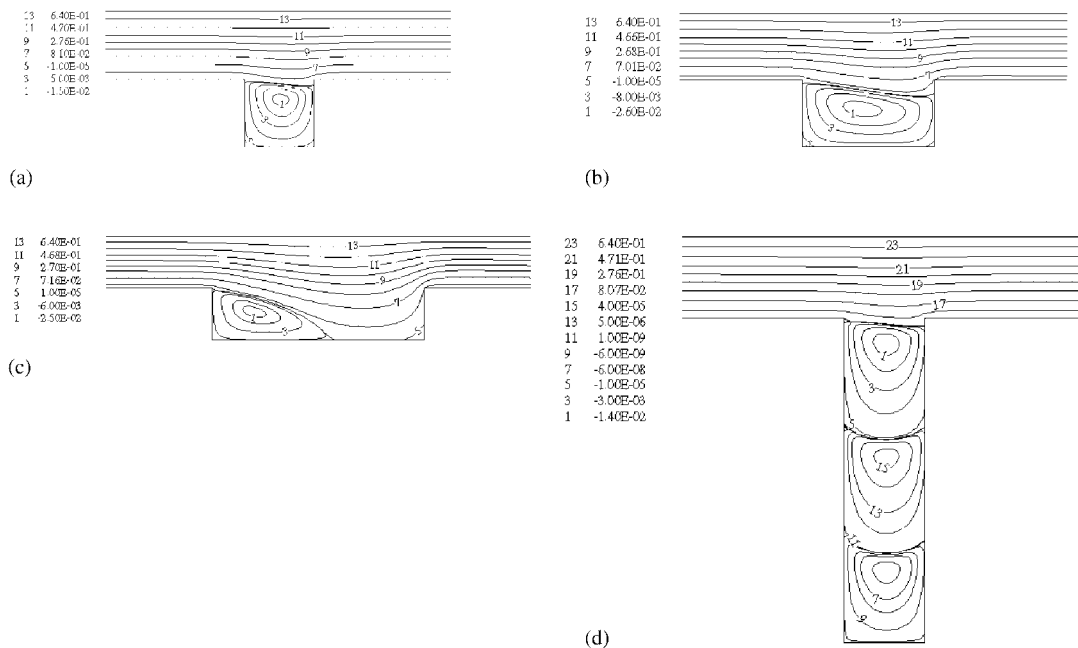 13 6.40E-01
11 4.70E-01
9 2.76E-01
7 8.10E-02
5 -1.00E-05
3 5.00E-03
1 -1.50E-02
13
11
9
7
1
3
(a)
13 6.40E-01
11 4.66E-01
9 2.68E-01
7 7.01E-02
5 -1.00E-05
3 -8.00E-03
1 -2.60E-02
13
11
9
7
1
3
(b)
13 6.40E-01
11 4.68E-01
9 2.70E-01
7 7.16E-02
5 1.00E-05
3 -6.00E-03
1 -2.50E-02
13
11
9
7
1
3
5
(c)
23 6.40E-01
21 4.71E-01
19 2.76E-01
17 8.07E-02
15 4.00E-05
13 5.00E-06
11 1.00E-09
9 -6.00E-09
7 -6.00E-08
5 -1.00E-05
3 -3.00E-03
1 -1.40E-02
23
21
19
17
1
3
5
15
13
11
7
9
(d)